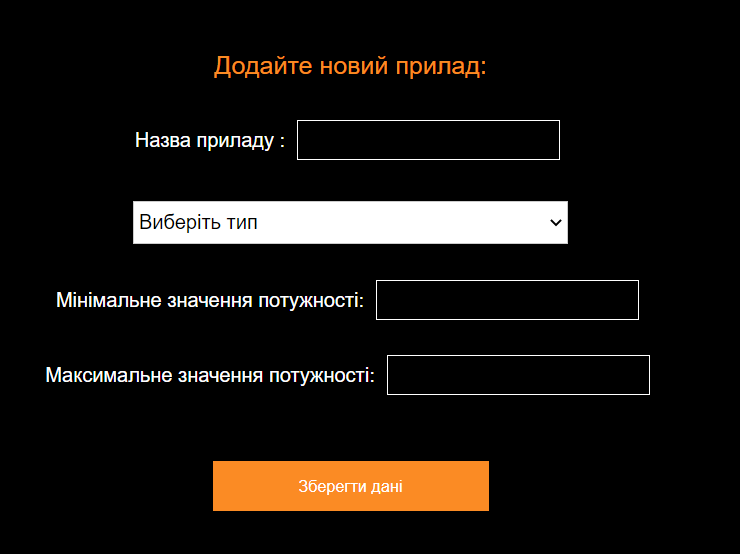 Додайте новий прилад:
Назва приладу :
Виберіть тип
Мінімальне значення потужності:
Максимальне значення потужності:
Зберегти дані